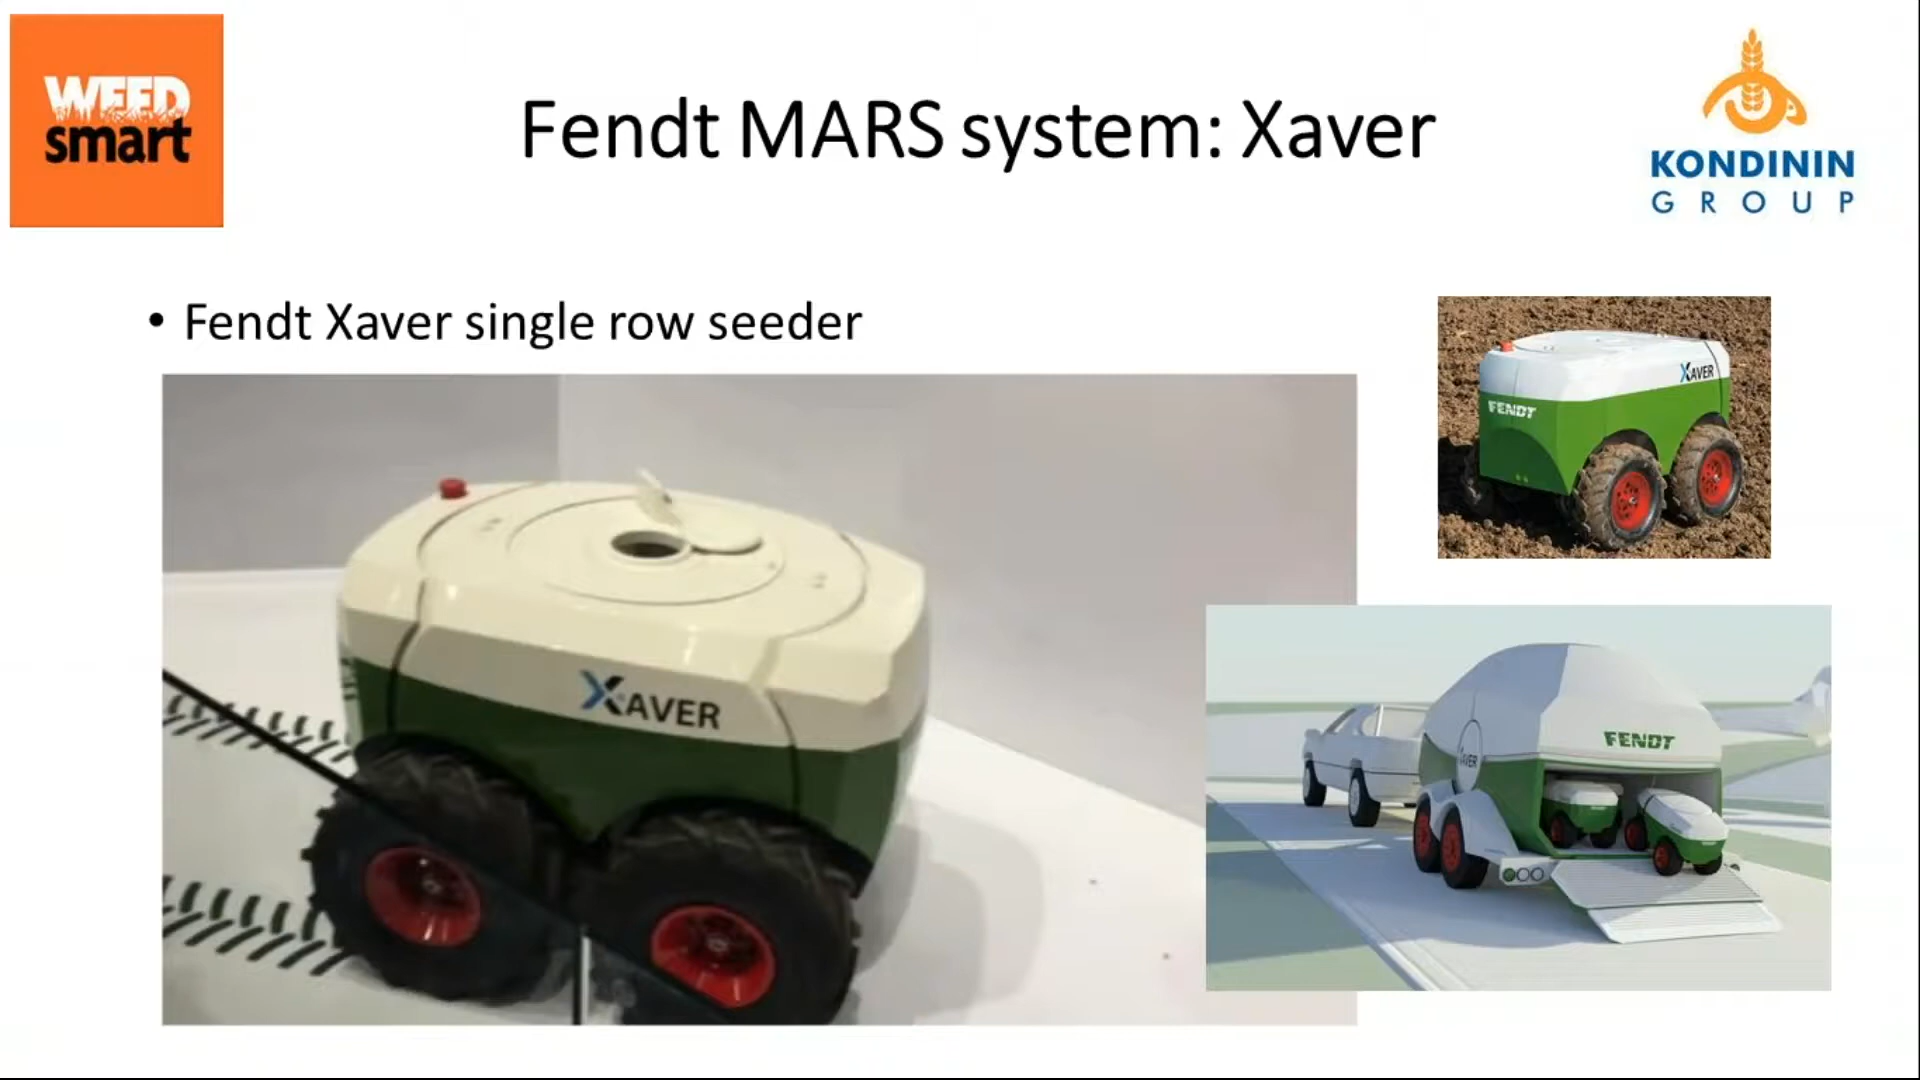 WEED
smart
Fendt MARS system: Xaver
KONDININ
GROUP
• Fendt Xaver single row seeder
XAVER
XAVER
FENDT
FENDT